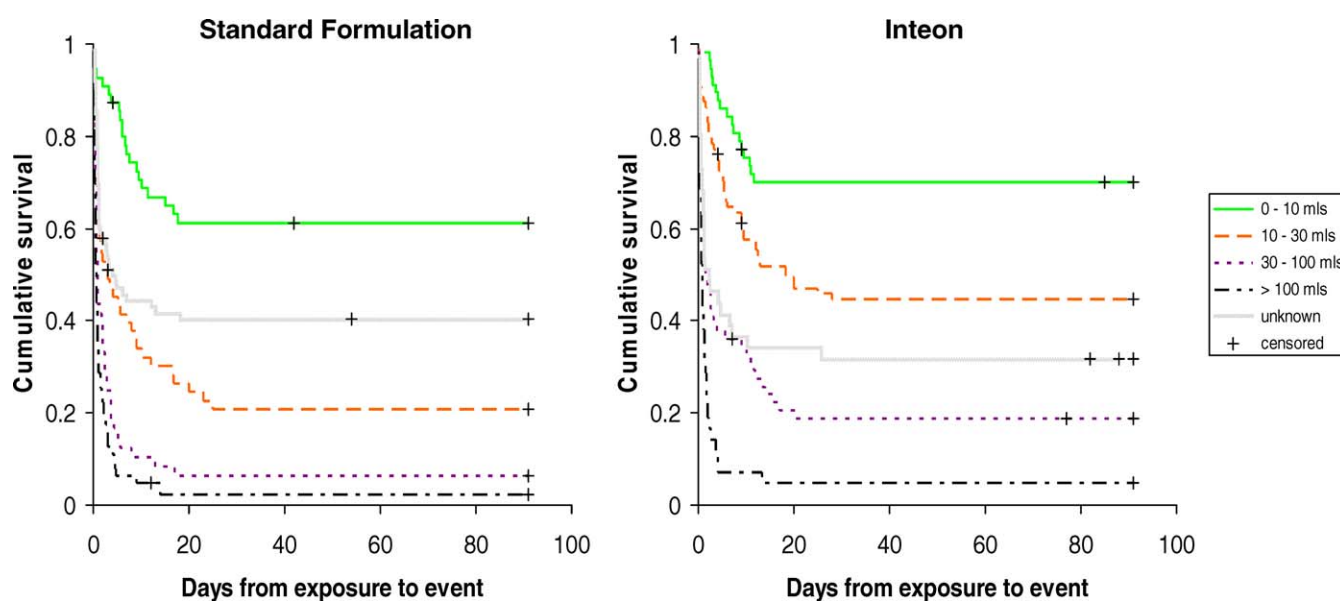 Standard Formulation
Cumulative survival
1
0.8
0.6
0.4
0.2
0
0 20 40 60 80 100
Days from exposure to event
Inteon
Cumulative survival
1
0.8
0.6
0.4
0.2
0
0 20 40 60 80 100
Days from exposure to event
0 - 10 mls
10 - 30 mls
30 - 100 mls
> 100 mls
unknown
censored